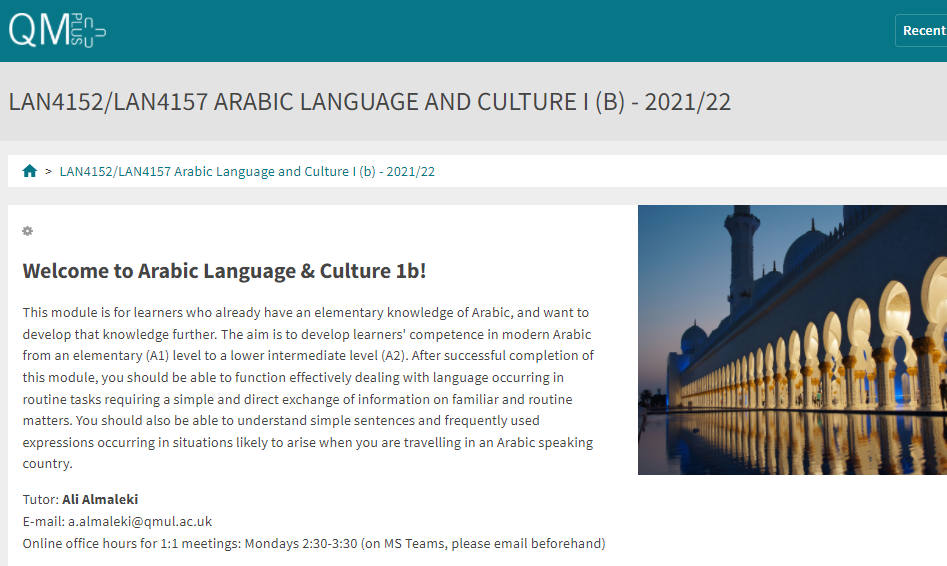 QM PLUS
Recent
LAN4152/LAN4157 ARABIC LANGUAGE AND CULTURE I (B) - 2021/22
> LAN4152/LAN4157 Arabic Language and Culture I (b) - 2021/22
Welcome to Arabic Language & Culture 1b!
This module is for learners who already have an elementary knowledge of Arabic, and want to
develop that knowledge further. The aim is to develop learners' competence in modern Arabic
from an elementary (A1) level to a lower intermediate level (A2). After successful completion of
this module, you should be able to function effectively dealing with language occurring in
routine tasks requiring a simple and direct exchange of information on familiar and routine
matters. You should also be able to understand simple sentences and frequently used
expressions occurring in situations likely to arise when you are travelling in an Arabic speaking
country.
Tutor: Ali Almaleki
E-mail: a.almaleki@qmul.ac.uk
Online office hours for 1:1 meetings: Mondays 2:30-3:30 (on MS Teams, please email beforehand)